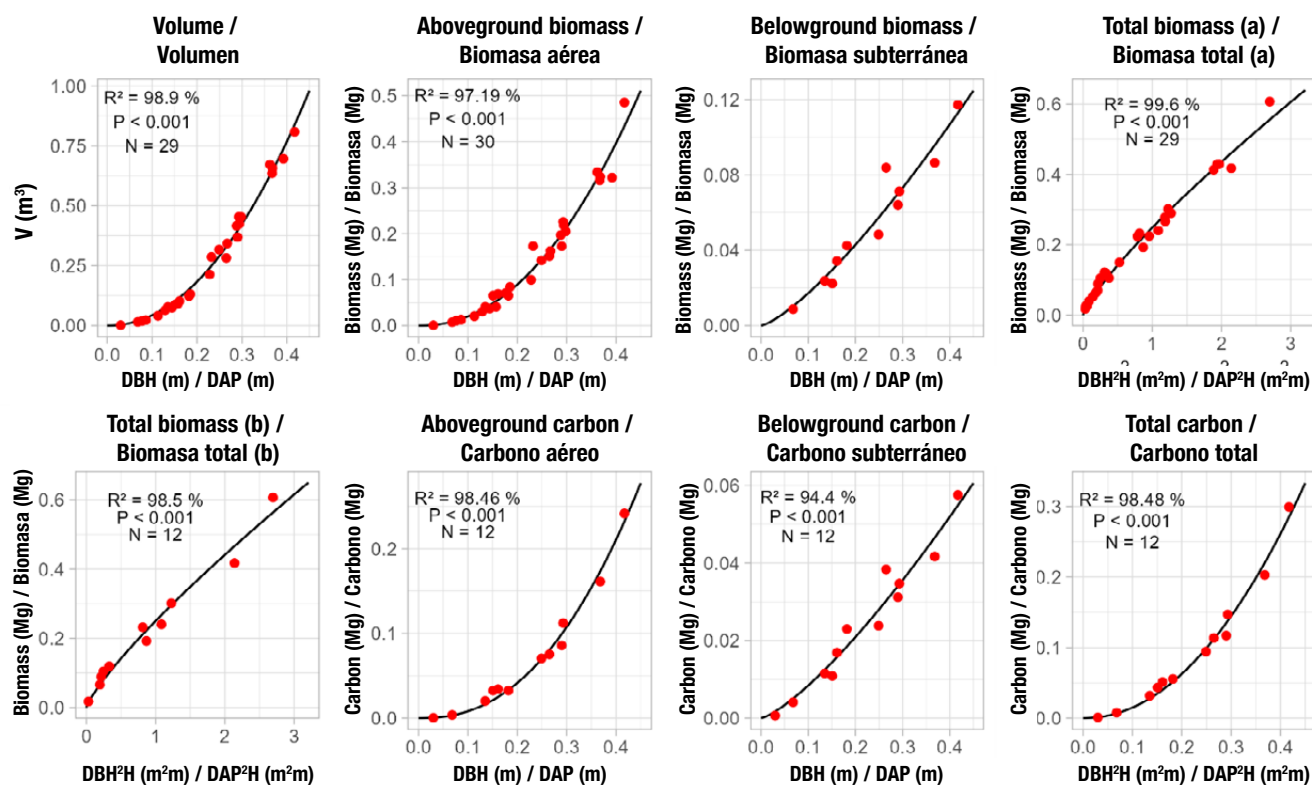 Volume /
Volumen
V (m³)
1.00
0.75
0.50
0.25
0.00
R² = 98.9 %
P < 0.001
N = 29
0.0 0.1 0.2 0.3 0.4
DBH (m) / DAP (m)
Aboveground biomass /
Biomasa aérea
Biomass (Mg) / Biomasa (Mg)
0.5
0.4
0.3
0.2
0.1
0.0
R² = 97.19 %
P < 0.001
N = 30
0.0 0.1 0.2 0.3 0.4
DBH (m) / DAP (m)
Belowground biomass /
Biomasa subterránea
Biomass (Mg) / Biomasa (Mg)
0.12
0.08
0.04
0.00
0.0 0.1 0.2 0.3 0.4
DBH (m) / DAP (m)
Total biomass (a) /
Biomasa total (a)
Biomass (Mg) / Biomasa (Mg)
0.6
0.4
0.2
0.0
R² = 99.6 %
P < 0.001
N = 29
0 1 2 3
DBH²H (m²m) / DAP²H (m²m)
Total biomass (b) /
Biomasa total (b)
Biomass (Mg) / Biomasa (Mg)
0.6
0.4
0.2
0.0
R² = 98.5 %
P < 0.001
N = 12
0 1 2 3
DBH²H (m²m) / DAP²H (m²m)
Aboveground carbon /
Carbono aéreo
Carbon (Mg) / Carbono (Mg)
0.2
0.1
0.0
R² = 98.46 %
P < 0.001
N = 12
0.0 0.1 0.2 0.3 0.4
DBH (m) / DAP (m)
Belowground carbon /
Carbono subterráneo
Carbon (Mg) / Carbono (Mg)
0.06
0.04
0.02
0.00
R² = 94.4 %
P < 0.001
N = 12
0.0 0.1 0.2 0.3 0.4
DBH (m) / DAP (m)
Total carbon /
Carbono total
Carbon (Mg) / Carbono (Mg)
0.3
0.2
0.1
0.0
R² = 98.48 %
P < 0.001
N = 12
0.0 0.1 0.2 0.3 0.4
DBH²H (m²m) / DAP²H (m²m)